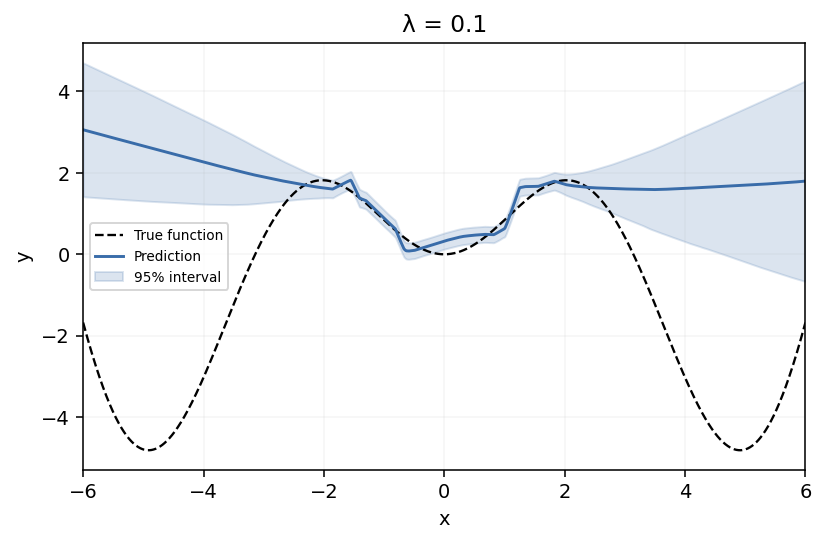 λ = 0.1
y
4
2
0
−2
−4
True function
Prediction
95% interval
−6
−4
−2
0
2
4
6
x